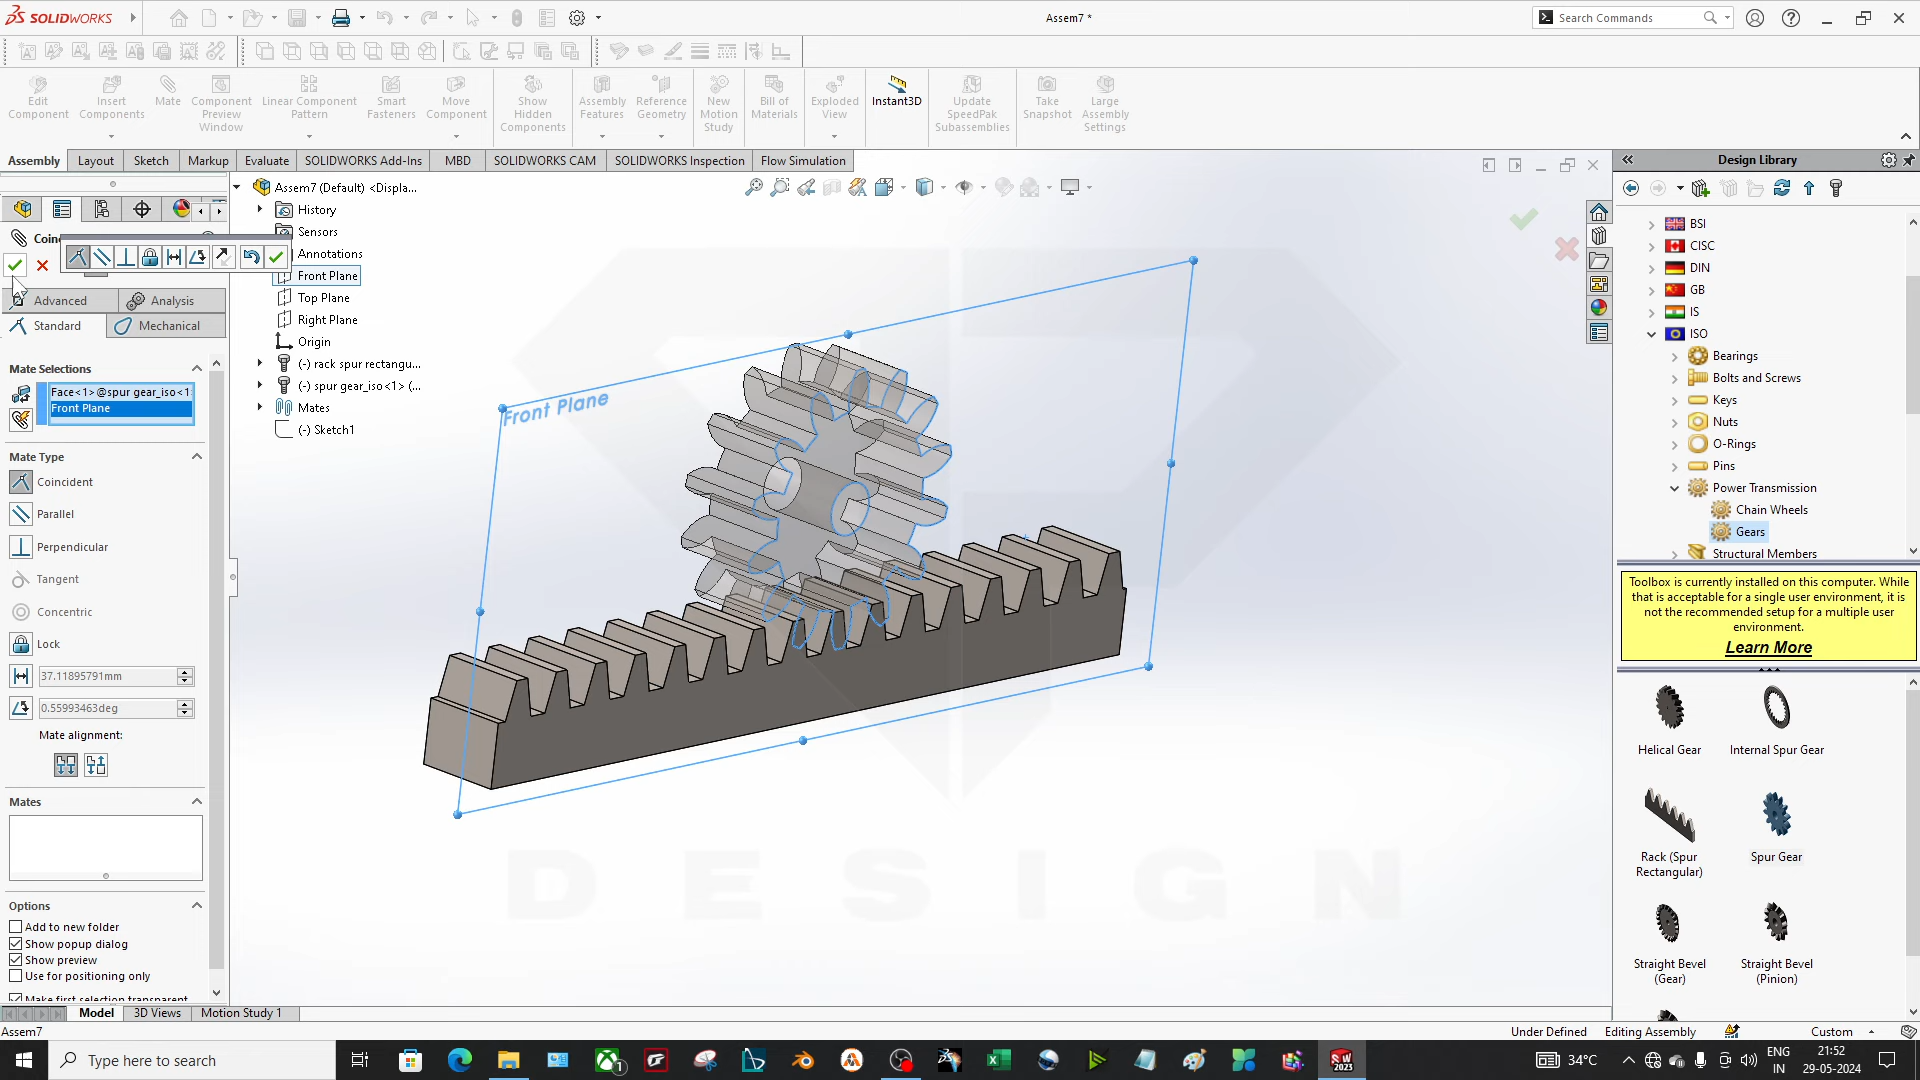 SOLIDWORKS
Assem7 *
Search Commands
Edit Component
Insert Components
Mate
Component Preview Window
Linear Component Pattern
Smart Fasteners
Move Component
Show Hidden Components
Assembly Features
Reference Geometry
New Motion Study
Bill of Materials
Exploded View
Instant3D
Update SpeedPak Subassemblies
Take Snapshot
Large Assembly Settings
Assembly
Layout
Sketch
Markup
Evaluate
SOLIDWORKS Add-Ins
MBD
SOLIDWORKS CAM
SOLIDWORKS Inspection
Flow Simulation
Advanced
Analysis
Standard
Mechanical
Mate Selections
Face<1>@spur gear_iso<1
Front Plane
Mate Type
Coincident
Parallel
Perpendicular
Tangent
Concentric
Lock
37.11895791mm
0.55993463deg
Mate alignment:
Mates
Options
Add to new folder
Show popup dialog
Show preview
Use for positioning only
Make first selection transparent
Assem7 (Default) <Displa...
History
Sensors
Annotations
Front Plane
Top Plane
Right Plane
Origin
(-) rack spur rectangu...
(-) spur gear_iso<1> (...
Mates
(-) Sketch1
Front Plane
DESIGN
Design Library
BSI
CISC
DIN
GB
IS
ISO
Bearings
Bolts and Screws
Keys
Nuts
O-Rings
Pins
Power Transmission
Chain Wheels
Gears
Structural Members
Toolbox is currently installed on this computer. While
that is acceptable for a single user environment, it is
not the recommended setup for a multiple user
environment.
Learn More
Helical Gear
Internal Spur Gear
Rack (Spur Rectangular)
Spur Gear
Straight Bevel (Gear)
Straight Bevel (Pinion)
Model
3D Views
Motion Study 1
Assem7
Under Defined
Editing Assembly
Custom
Type here to search
34°C
ENG
IN
21:52
29-05-2024